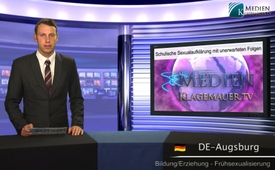 K MEDIEN
Schulische Sexualaufklärung mit unerwarteten Folgen
MEDIEN
KLAGEMAUER.TV
DE-Augsburg
Bildung/Erziehung - Frühsexualisierung